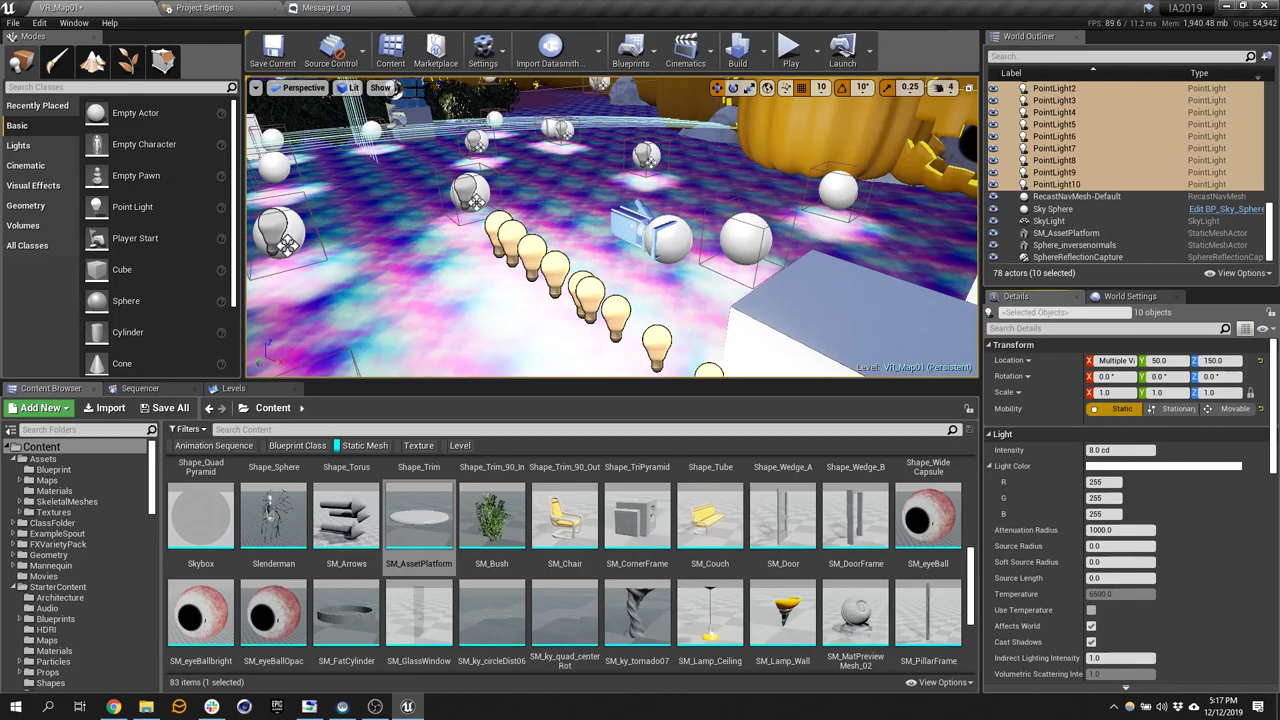 VR_Map01*
Project Settings
Message Log
IA2019
File
Edit
Window
Help
FPS: 89.6 / 11.2 ms
Mem: 1,940.48 mb
Objs: 54,942
Modes
Search Classes
Recently Placed
Basic
Lights
Cinematic
Visual Effects
Geometry
Volumes
All Classes
Empty Actor
Empty Character
Empty Pawn
Point Light
Player Start
Cube
Sphere
Cylinder
Cone
Save Current
Source Control
Content
Marketplace
Settings
Import Datasmith
Blueprints
Cinematics
Build
Play
Launch
Perspective
Lit
Show
10
10°
0.25
4
Level: VR_Map01 (Persistent)
World Outliner
Search...
Label
Type
PointLight2 PointLight
PointLight3 PointLight
PointLight4 PointLight
PointLight5 PointLight
PointLight6 PointLight
PointLight7 PointLight
PointLight8 PointLight
PointLight9 PointLight
PointLight10 PointLight
RecastNavMesh-Default RecastNavMesh
Sky Sphere Edit BP_Sky_Sphere
SkyLight SkyLight
SM_AssetPlatform StaticMeshActor
Sphere_inversenormals StaticMeshActor
SphereReflectionCapture SphereReflectionCap
78 actors (10 selected)
View Options
Details
World Settings
<Selected Objects>
10 objects
Search Details
Transform
Location X Multiple Va Y 50.0 Z 150.0
Rotation X 0.0 ° Y 0.0 ° Z 0.0 °
Scale X 1.0 Y 1.0 Z 1.0
Mobility Static Stationary Movable
Light
Intensity 8.0 cd
Light Color
R 255
G 255
B 255
Attenuation Radius 1000.0
Source Radius 0.0
Soft Source Radius 0.0
Source Length 0.0
Temperature 6500.0
Use Temperature
Affects World
Cast Shadows
Indirect Lighting Intensity 1.0
Volumetric Scattering Inte 1.0
Content Browser
Sequencer
Levels
Add New
Import
Save All
Content
Search Folders
Content
Assets
Blueprint
Maps
Materials
SkeletalMeshes
Textures
ClassFolder
ExampleSpout
FXVarietyPack
Geometry
Mannequin
Movies
StarterContent
Architecture
Audio
Blueprints
HDRI
Maps
Materials
Particles
Props
Shapes
Filters
Search Content
Animation Sequence
Blueprint Class
Static Mesh
Texture
Level
Shape_Quad
Pyramid
Shape_Sphere
Shape_Torus
Shape_Trim
Shape_Trim_90_In
Shape_Trim_90_Out
Shape_TriPyramid
Shape_Tube
Shape_Wedge_A
Shape_Wedge_B
Shape_Wide
Capsule
Skybox
Slenderman
SM_Arrows
SM_AssetPlatform
SM_Bush
SM_Chair
SM_CornerFrame
SM_Couch
SM_Door
SM_DoorFrame
SM_eyeBall
SM_eyeBallbright
SM_eyeBallOpac
SM_FatCylinder
SM_GlassWindow
SM_ky_circleDist06
SM_ky_quad_center
Rot
SM_ky_tornado07
SM_Lamp_Ceiling
SM_Lamp_Wall
SM_MatPreview
Mesh_02
SM_PillarFrame
83 items (1 selected)
View Options
5:17 PM
12/12/2019